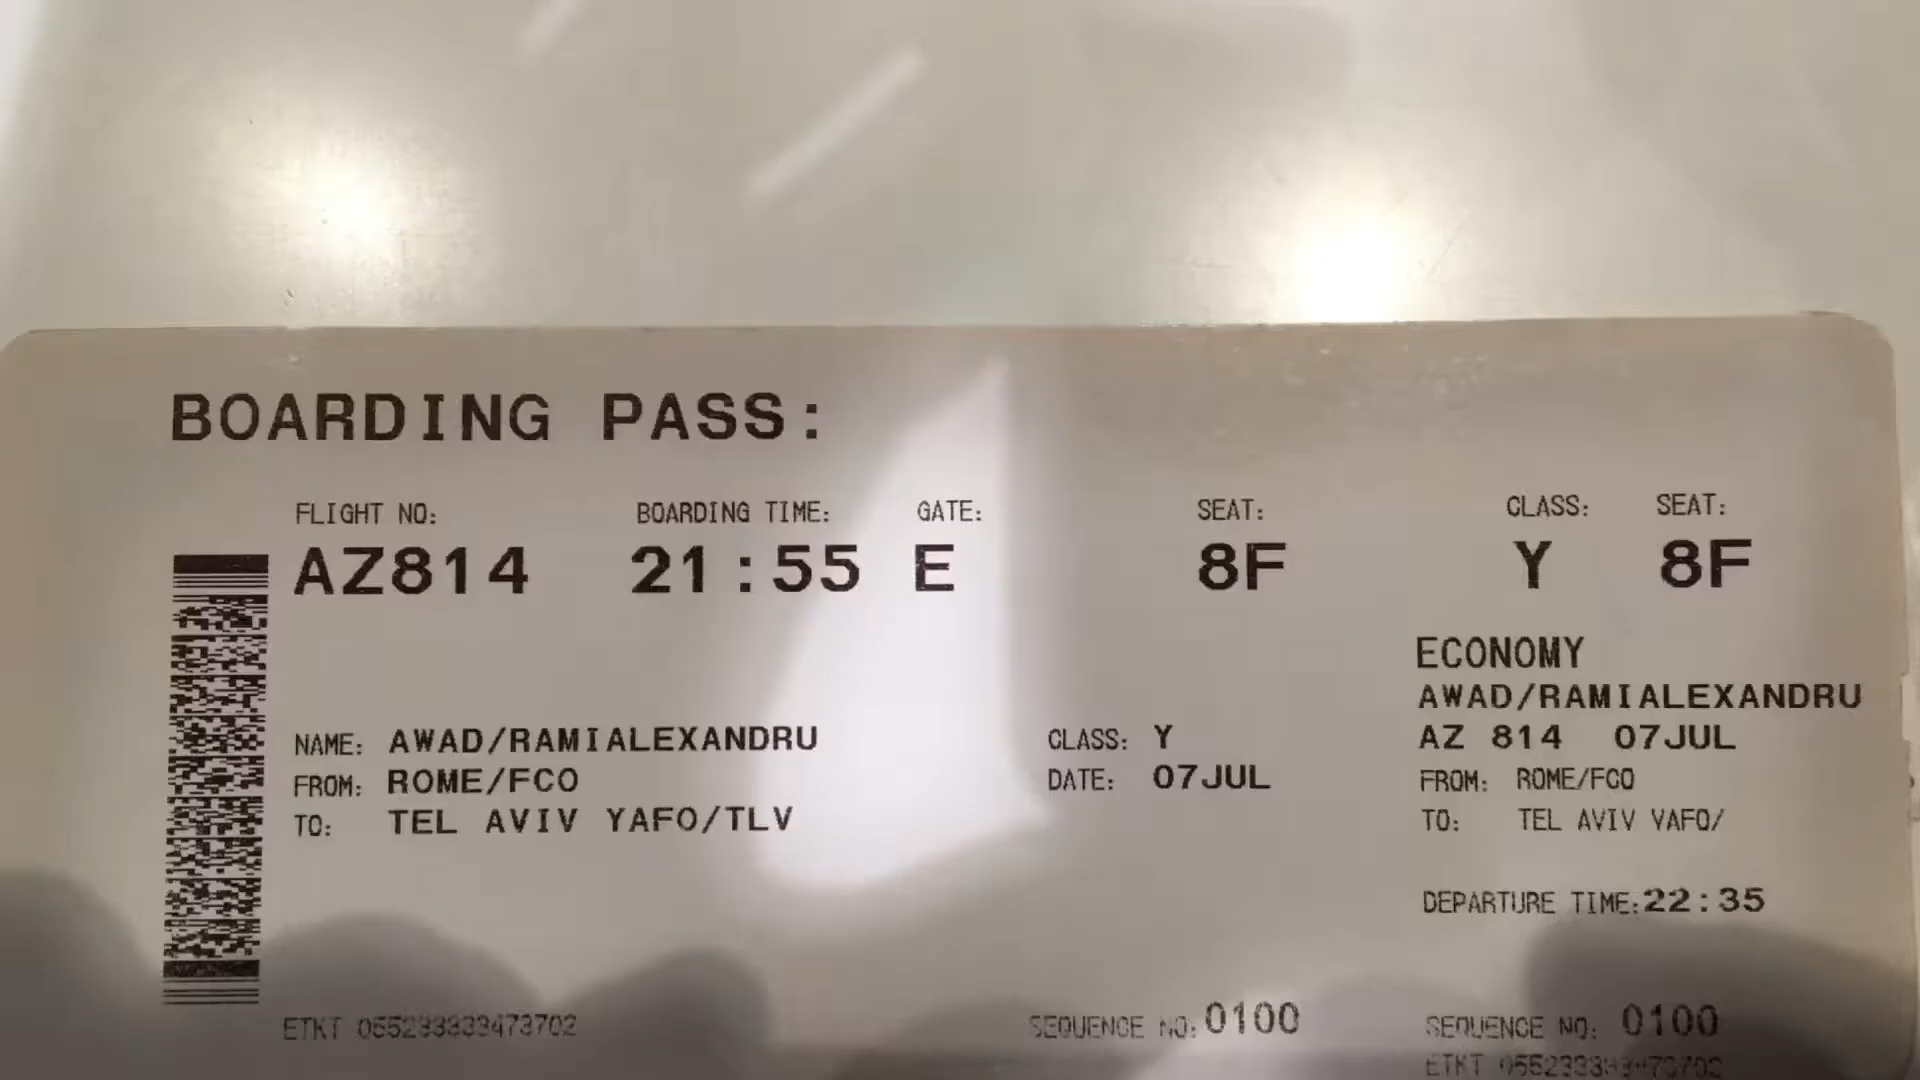 BOARDING PASS:
FLIGHT NO: BOARDING TIME: GATE: SEAT:
AZ814 21:55 E 8F
NAME: AWAD/RAMIALEXANDRU
FROM: ROME/FCO
TO: TEL AVIV YAFO/TLV
CLASS: Y
DATE: 07JUL
ETKT
SEQUENCE NO: 0100
CLASS: SEAT:
Y 8F
ECONOMY
AWAD/RAMIALEXANDRU
AZ 814 07JUL
FROM: ROME/FCO
TO: TEL AVIV YAFO/
DEPARTURE TIME:22:35
SEQUENCE NO: 0100
ETKT